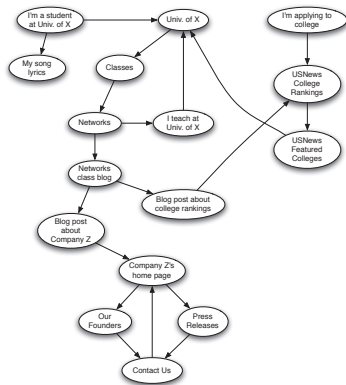 I'm a student
at Univ. of X
Univ. of X
I'm applying to
college
My song
lyrics
Classes
USNews
College
Rankings
Networks
I teach at
Univ. of X
USNews
Featured
Colleges
Networks
class blog
Blog post about
college rankings
Blog post
about
Company Z
Company Z's
home page
Our
Founders
Press
Releases
Contact Us